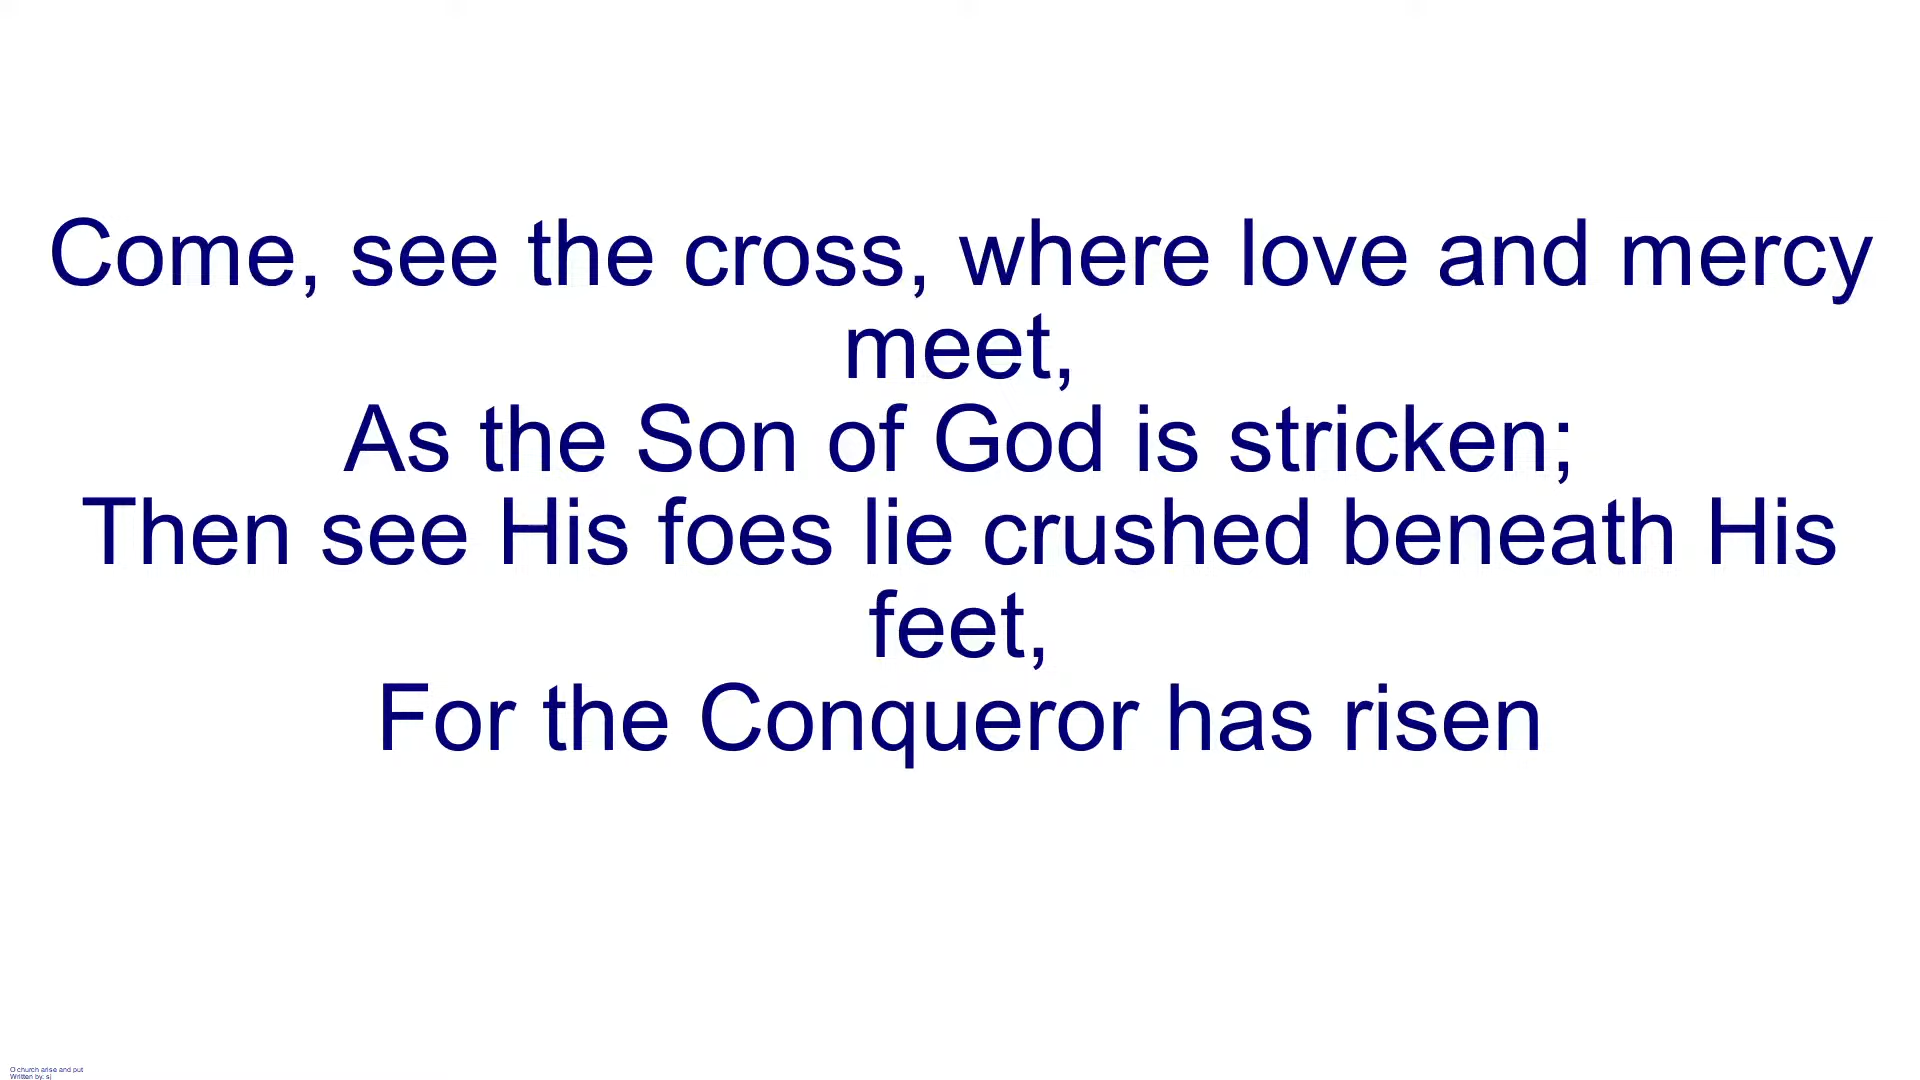 Come, see the cross, where love and mercy
meet,
As the Son of God is stricken;
Then see His foes lie crushed beneath His
feet,
For the Conqueror has risen
O church arise and put
Written by: s|